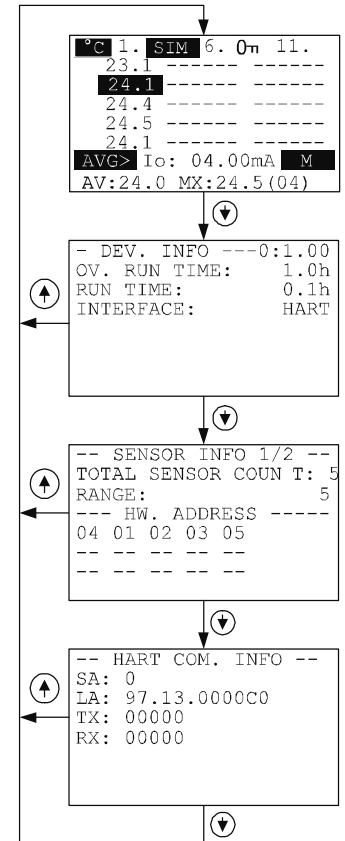 °C 1. SIM 6. 11.
23.1 ------ ------
24.1 ------ ------
24.4 ------ ------
24.5 ------ ------
24.1 ------ ------
AVG> Io: 04.00mA M
AV:24.0 MX:24.5(04)
- DEV. INFO ---0:1.00
OV. RUN TIME: 1.0h
RUN TIME: 0.1h
INTERFACE: HART
-- SENSOR INFO 1/2 --
TOTAL SENSOR COUN T: 5
RANGE: 5
--- HW. ADDRESS -----
04 01 02 03 05
-- -- -- -- --
-- -- -- -- --
-- HART COM. INFO --
SA: 0
LA: 97.13.0000C0
TX: 00000
RX: 00000